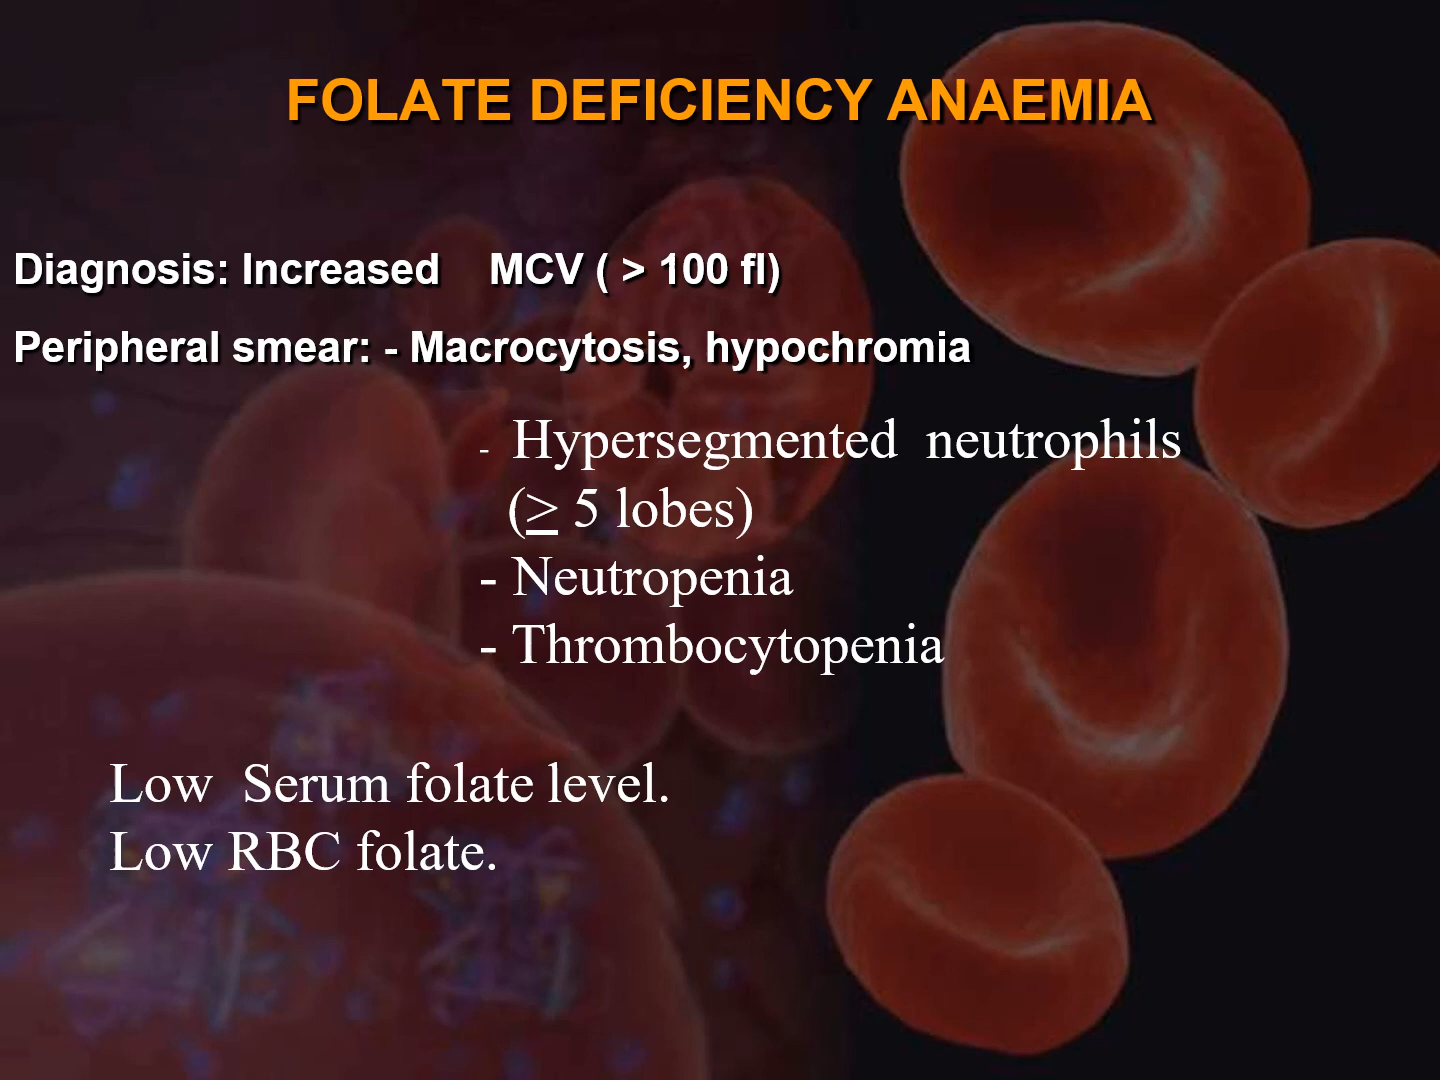 FOLATE DEFICIENCY ANAEMIA
Diagnosis: Increased MCV ( > 100 fl)
Peripheral smear: - Macrocytosis, hypochromia
- Hypersegmented neutrophils
(≥ 5 lobes)
- Neutropenia
- Thrombocytopenia
Low Serum folate level.
Low RBC folate.